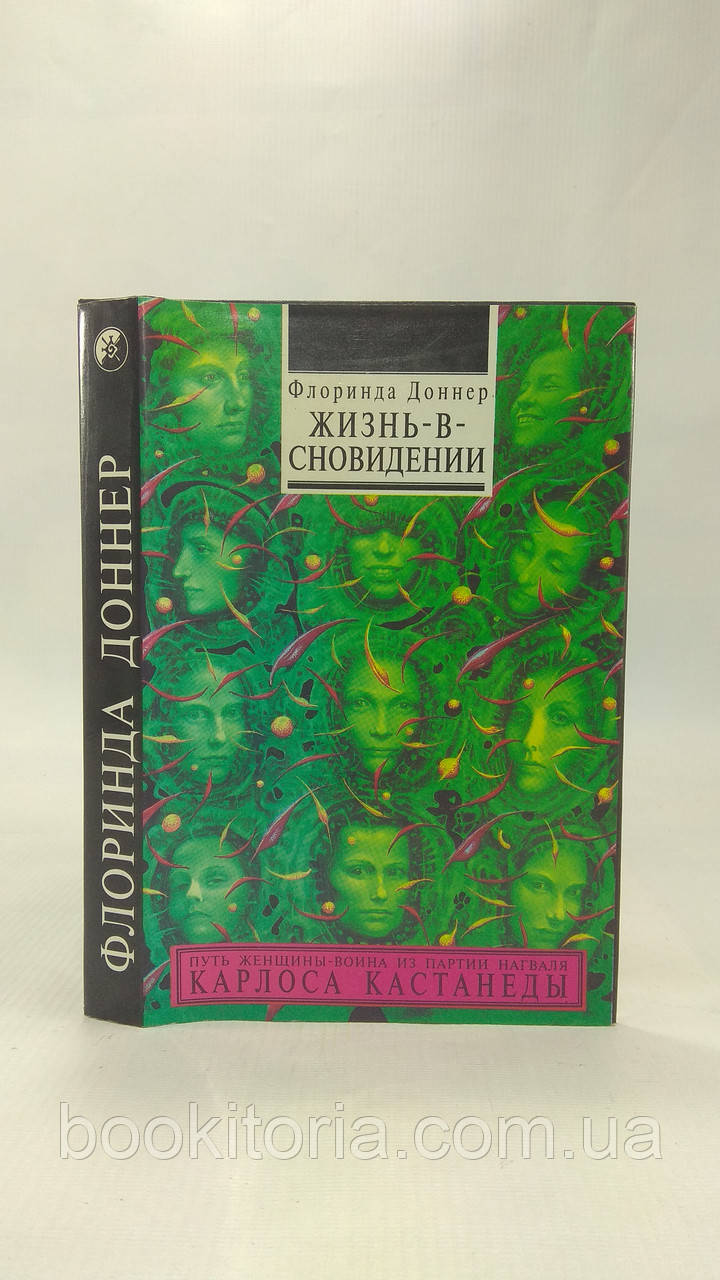 ФЛОРИНДА ДОННЕР
Флоринда Доннер
ЖИЗНЬ-В-
СНОВИДЕНИИ
ПУТЬ ЖЕНЩИНЫ-ВОИНА ИЗ ПАРТИИ НАГВАЛЯ
КАРЛОСА КАСТАНЕДЫ
bookitoria.com.ua